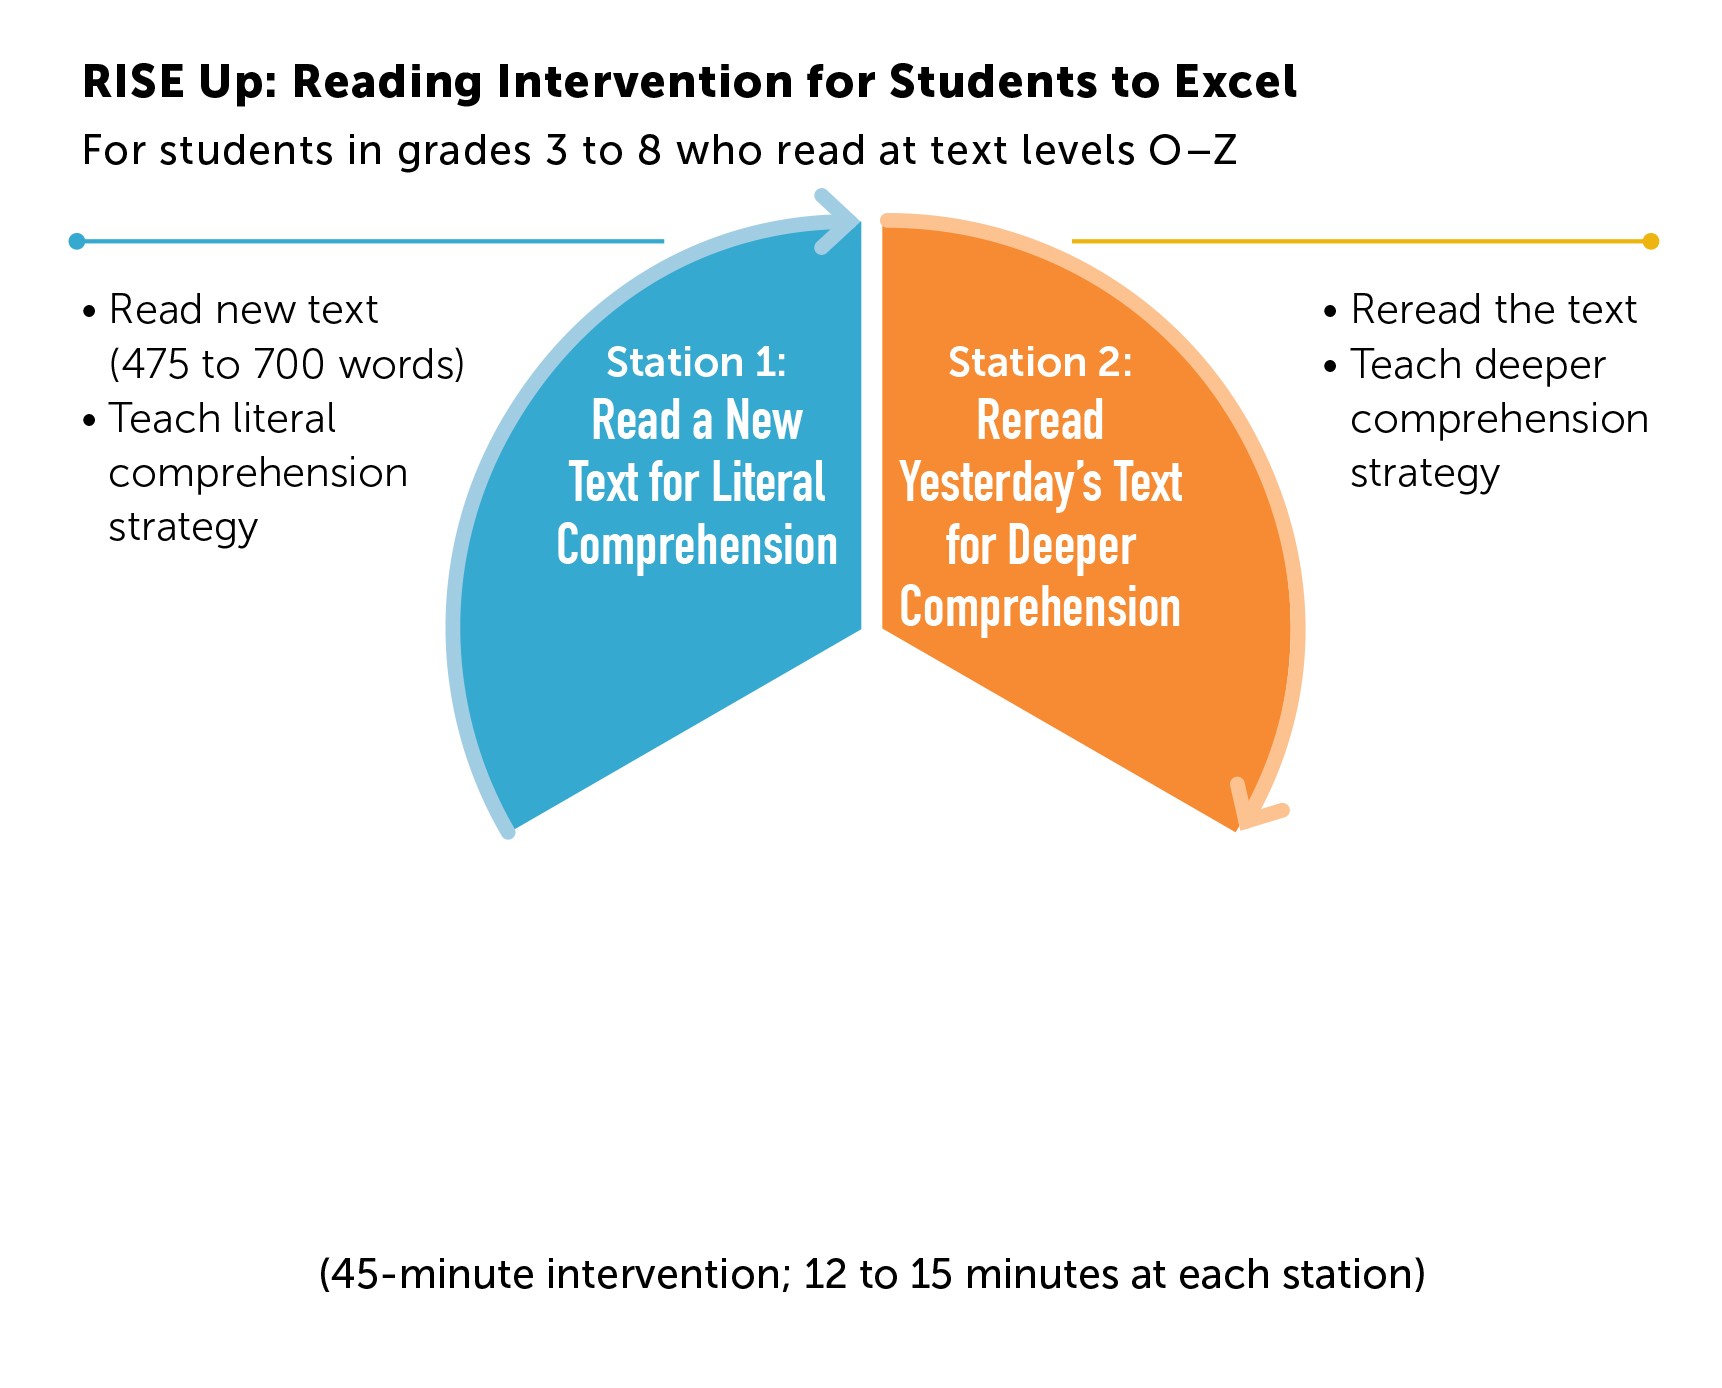 RISE Up: Reading Intervention for Students to Excel
For students in grades 3 to 8 who read at text levels O–Z
• Read new text
(475 to 700 words)
• Teach literal
comprehension
strategy
Station 1:
Read a New
Text for Literal
Comprehension
Station 2:
Reread
Yesterday's Text
for Deeper
Comprehension
• Reread the text
• Teach deeper
comprehension
strategy
(45-minute intervention; 12 to 15 minutes at each station)